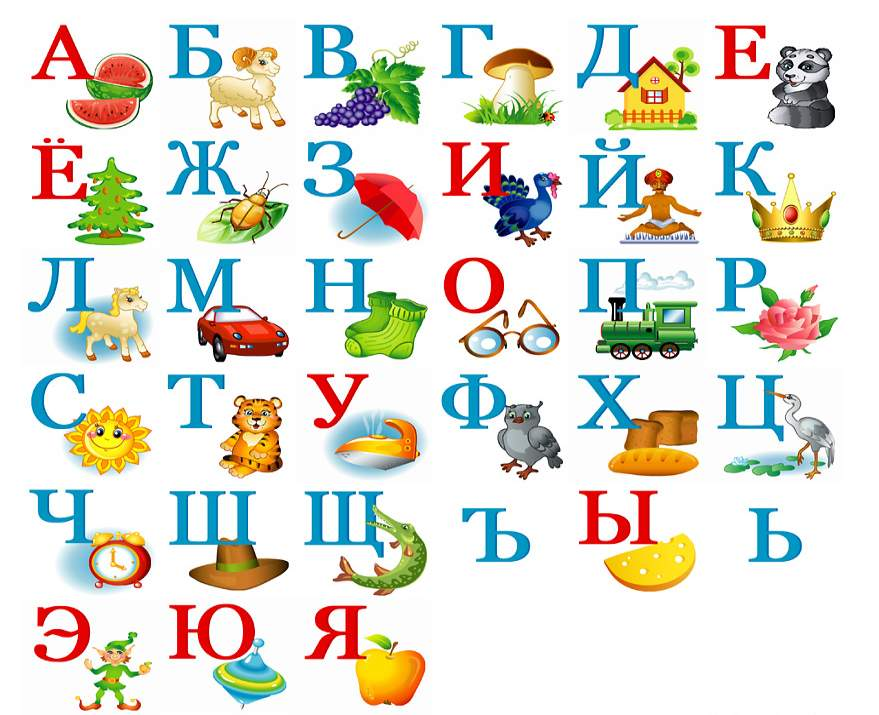 А Б В Г Д Е
Ё Ж З И Й К
Л М Н О П Р
С Т У Ф Х Ц
Ч Ш Щ Ъ Ы Ь
Э Ю Я